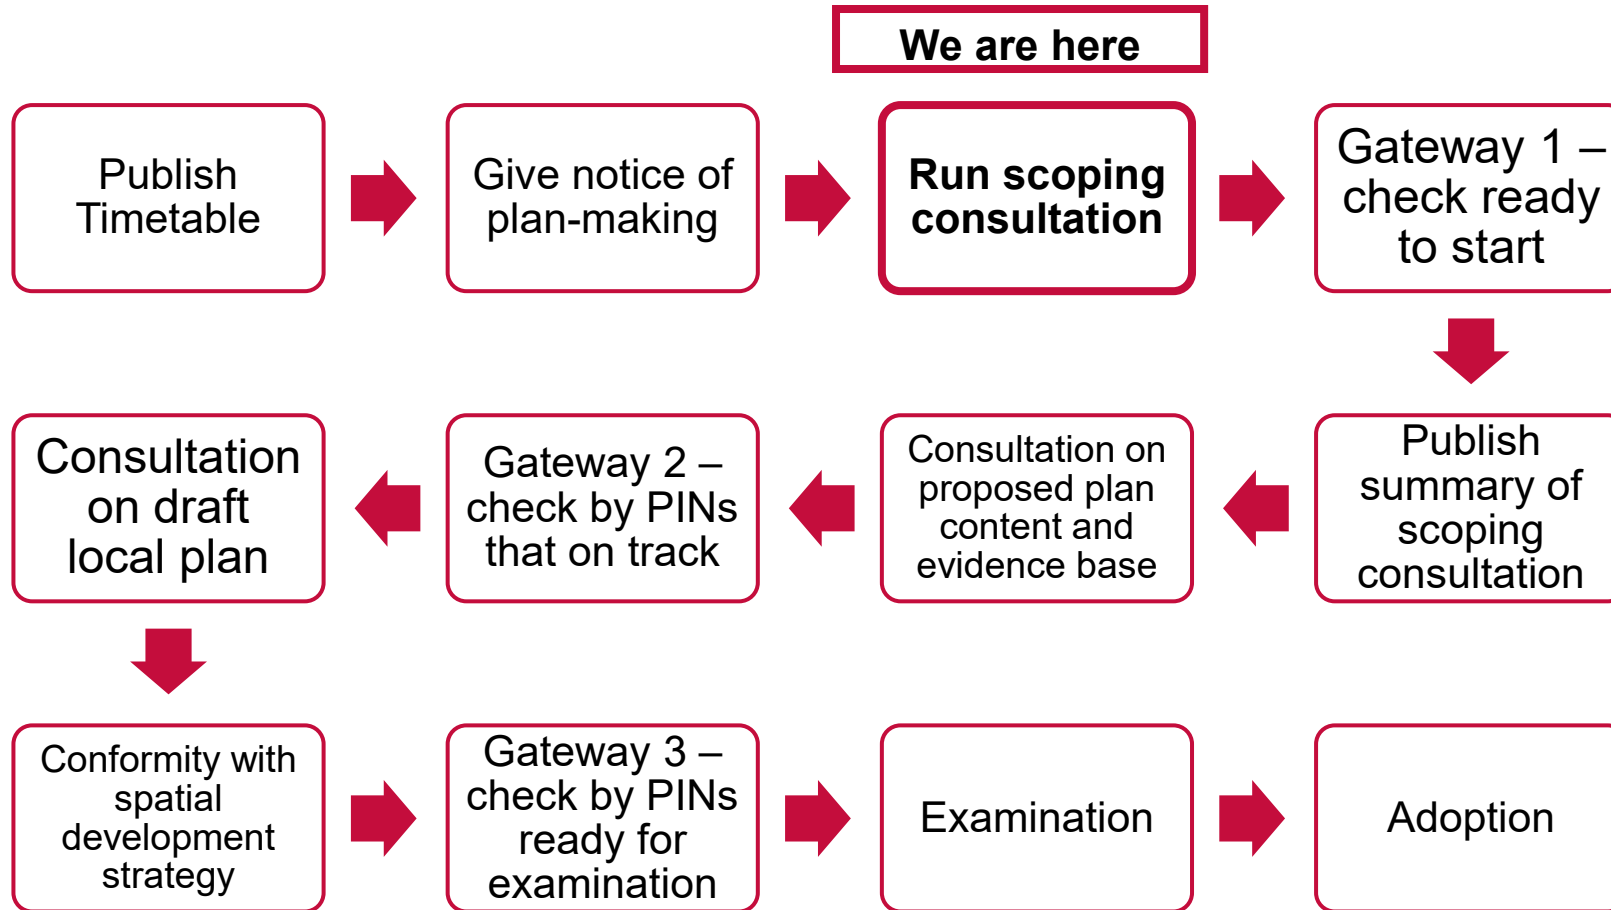 We are here
Publish
Timetable
Give notice of
plan-making
Run scoping
consultation
Gateway 1 –
check ready
to start
Publish
summary of
scoping
consultation
Consultation on
proposed plan
content and
evidence base
Gateway 2 –
check by PINs
that on track
Consultation
on draft
local plan
Conformity with
spatial
development
strategy
Gateway 3 –
check by PINs
ready for
examination
Examination
Adoption